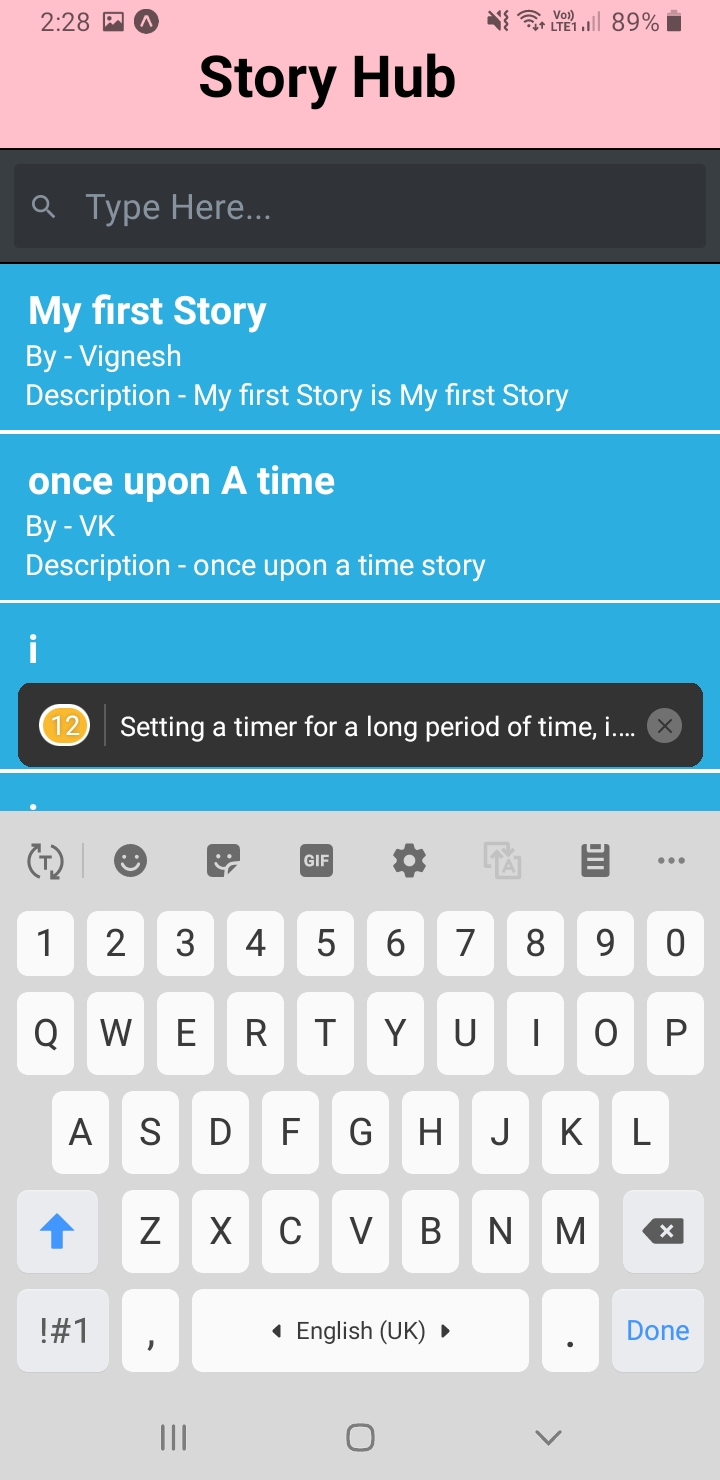 2:28 Vo)) LTE1 89%
Story Hub
Type Here...
My first Story
By - Vignesh
Description - My first Story is My first Story
once upon A time
By - VK
Description - once upon a time story
i
12 Setting a timer for a long period of time, i....
T GIF A
1 2 3 4 5 6 7 8 9 0
Q W E R T Y U I O P
A S D F G H J K L
Z X C V B N M
!#1 , English (UK) . Done